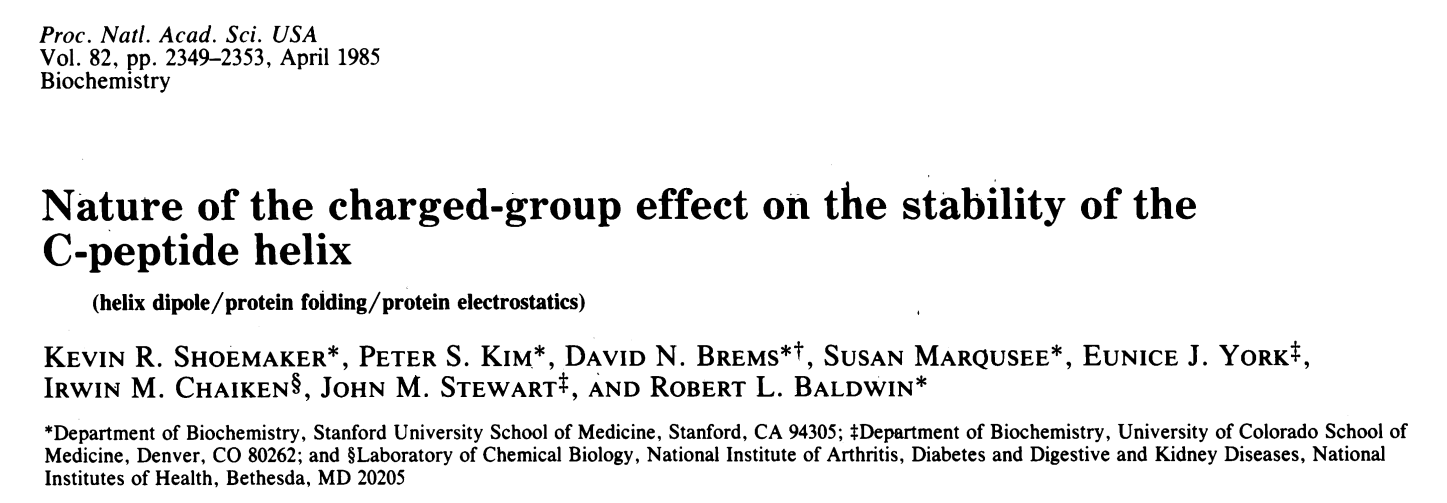 Proc. Natl. Acad. Sci. USA
Vol. 82, pp. 2349–2353, April 1985
Biochemistry
Nature of the charged-group effect on the stability of the
C-peptide helix
(helix dipole/protein folding/protein electrostatics)
KEVIN R. SHOEMAKER*, PETER S. KIM*, DAVID N. BREMS*†, SUSAN MARQUSEE*, EUNICE J. YORK‡,
IRWIN M. CHAIKEN§, JOHN M. STEWART‡, AND ROBERT L. BALDWIN*
*Department of Biochemistry, Stanford University School of Medicine, Stanford, CA 94305; ‡Department of Biochemistry, University of Colorado School of
Medicine, Denver, CO 80262; and §Laboratory of Chemical Biology, National Institute of Arthritis, Diabetes and Digestive and Kidney Diseases, National
Institutes of Health, Bethesda, MD 20205